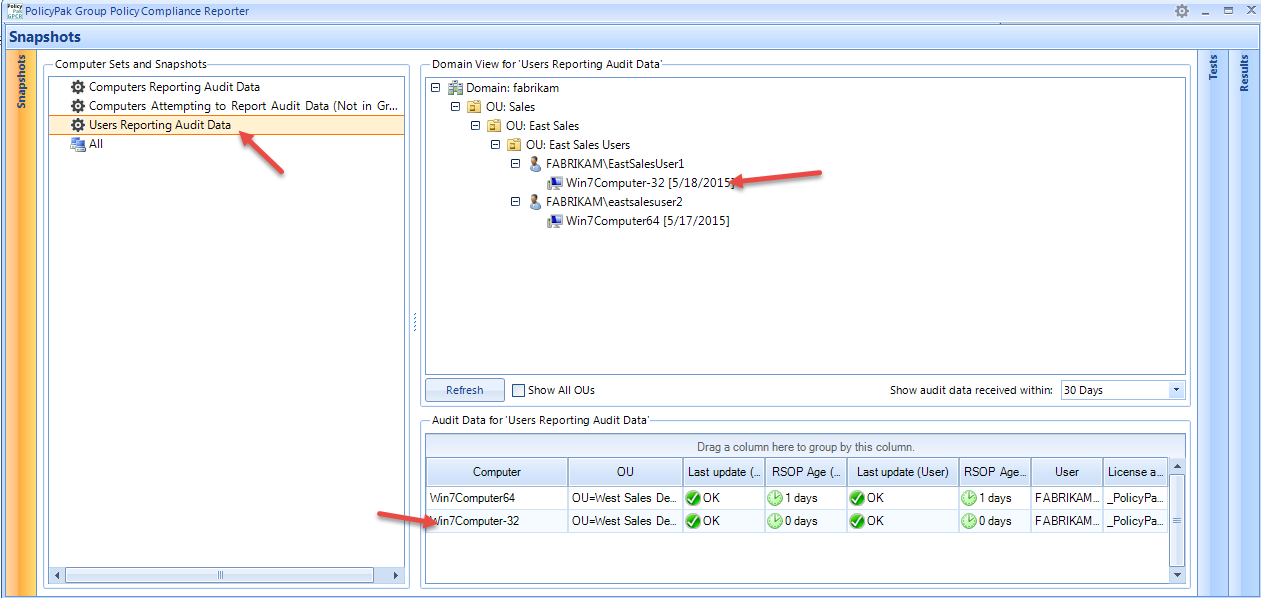 Policy Pak GPCR PolicyPak Group Policy Compliance Reporter
Snapshots
Snapshots
Computer Sets and Snapshots
Computers Reporting Audit Data
Computers Attempting to Report Audit Data (Not in Gr...
Users Reporting Audit Data
All
Domain View for 'Users Reporting Audit Data'
Domain: fabrikam
OU: Sales
OU: East Sales
OU: East Sales Users
FABRIKAM\EastSalesUser1
Win7Computer-32 [5/18/2015]
FABRIKAM\eastsalesuser2
Win7Computer64 [5/17/2015]
Refresh Show All OUs Show audit data received within: 30 Days
Audit Data for 'Users Reporting Audit Data'
Drag a column here to group by this column.
Computer OU Last update (... RSOP Age (... Last update (User) RSOP Age... User License a...
Win7Computer64 OU=West Sales De... OK 1 days OK 1 days FABRIKAM... _PolicyPa...
Win7Computer-32 OU=West Sales De... OK 0 days OK 0 days FABRIKAM... _PolicyPa...
Tests
Results